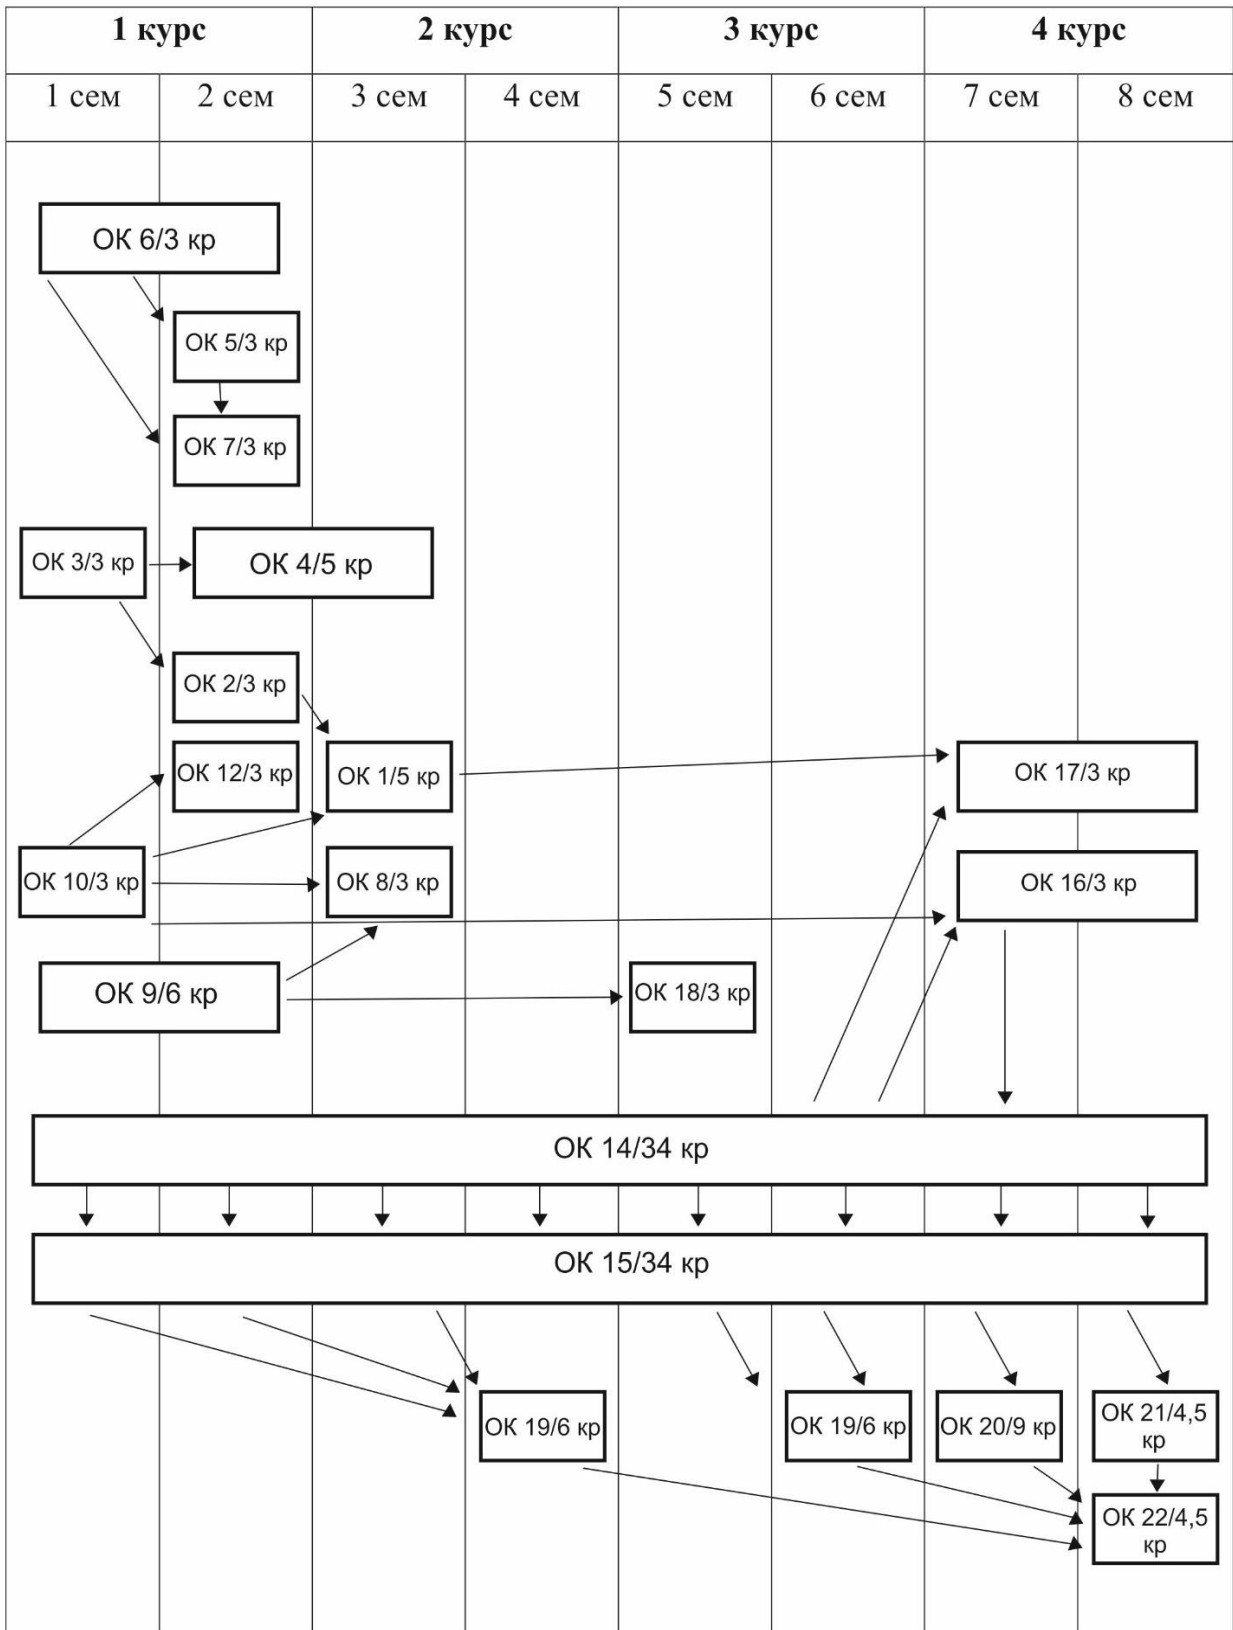 1 курс 2 курс 3 курс 4 курс
1 сем 2 сем 3 сем 4 сем 5 сем 6 сем 7 сем 8 сем
ОК 6/3 кр
ОК 5/3 кр
ОК 7/3 кр
ОК 3/3 кр ОК 4/5 кр
ОК 2/3 кр
ОК 12/3 кр ОК 1/5 кр ОК 17/3 кр
ОК 10/3 кр ОК 8/3 кр ОК 16/3 кр
ОК 9/6 кр ОК 18/3 кр
ОК 14/34 кр
ОК 15/34 кр
ОК 19/6 кр ОК 19/6 кр ОК 20/9 кр ОК 21/4,5
кр
ОК 22/4,5
кр